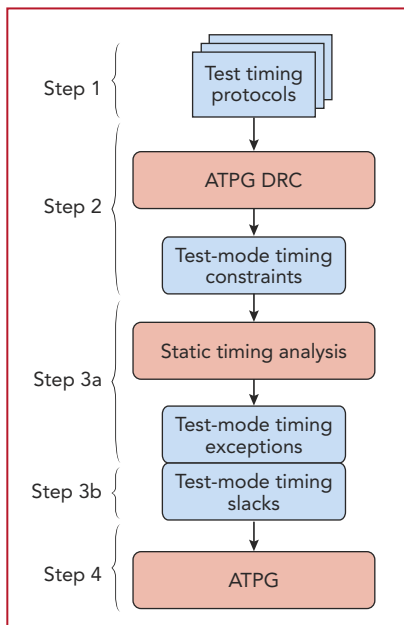 Step 1
Test timing
protocols
Step 2
ATPG DRC
Test-mode timing
constraints
Step 3a
Static timing analysis
Test-mode timing
exceptions
Step 3b
Test-mode timing
slacks
Step 4
ATPG